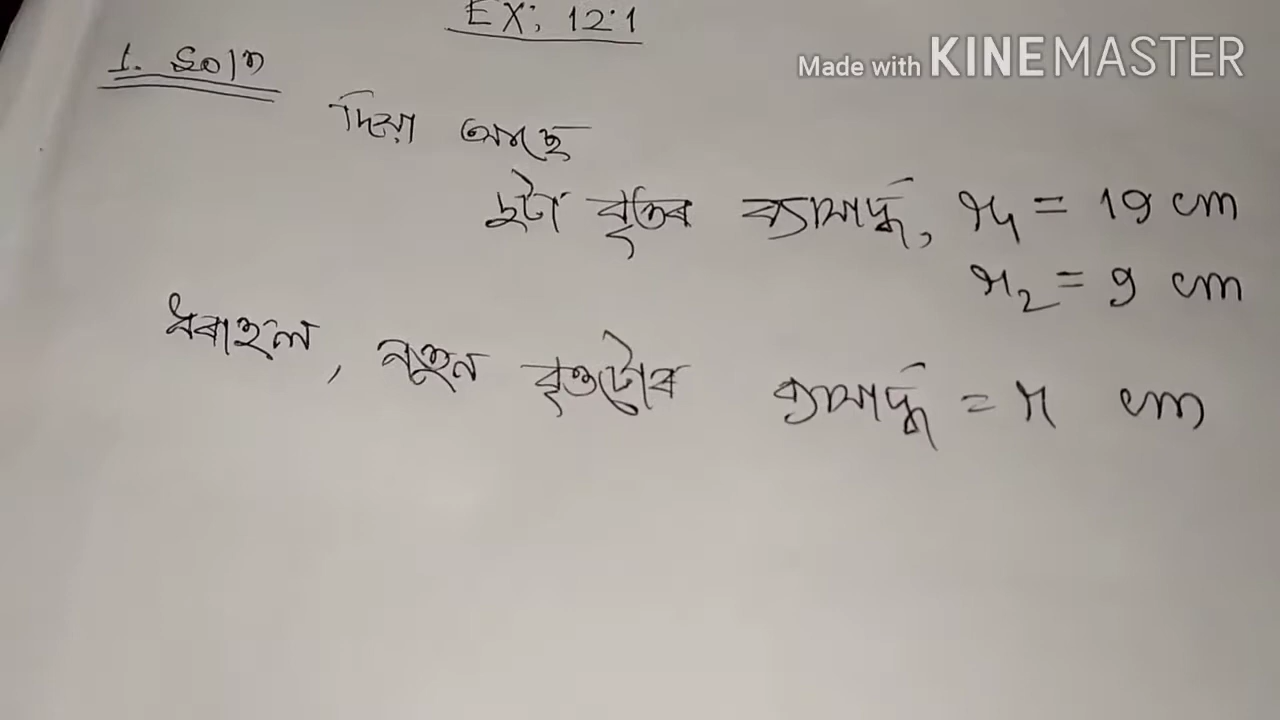 EX: 12.1
Made with KINEMASTER
1. Soln
দিয়া আছে
দুটা বৃত্তৰ ব্যাসাৰ্দ্ধ, r₁ = 19 cm
r₂ = 9 cm
ধৰাহল, নতুন বৃত্তটোৰ ব্যাসাৰ্দ্ধ = r cm